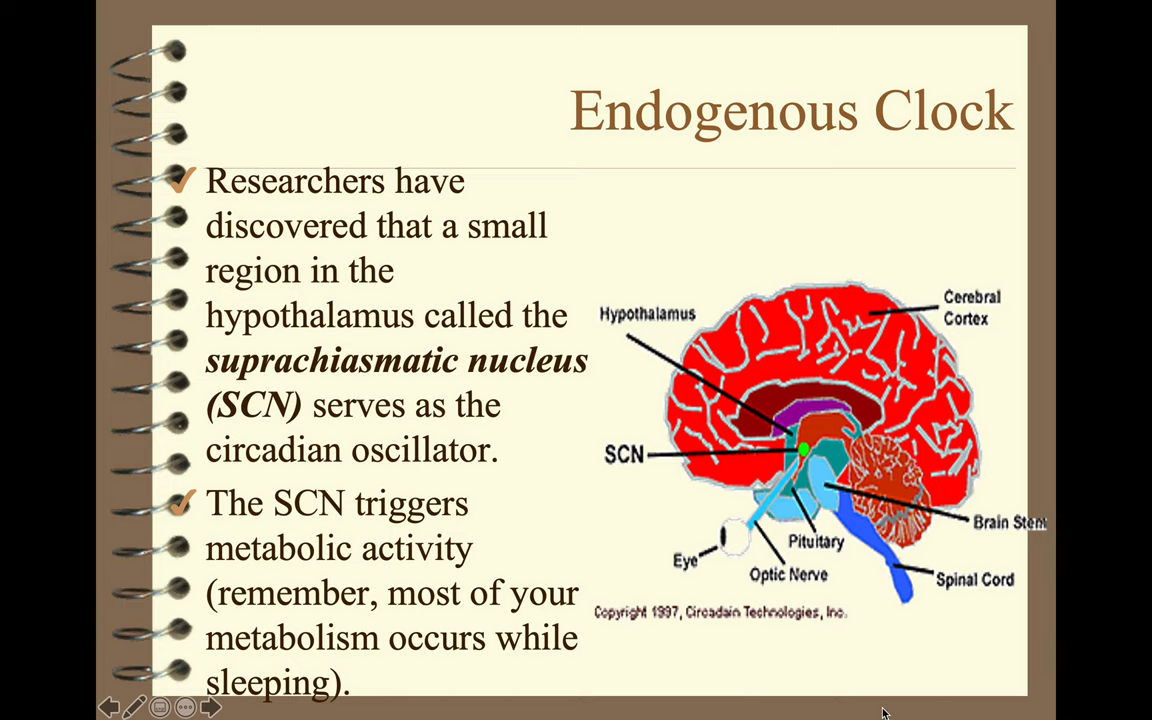 Endogenous Clock
Researchers have
discovered that a small
region in the
hypothalamus called the
suprachiasmatic nucleus
(SCN) serves as the
circadian oscillator.
The SCN triggers
metabolic activity
(remember, most of your
metabolism occurs while
sleeping).
Hypothalamus
Cerebral
Cortex
SCN
Brain Stem
Pituitary
Eye
Optic Nerve
Spinal Cord
Copyright 1997, Circadain Technologies, Inc.